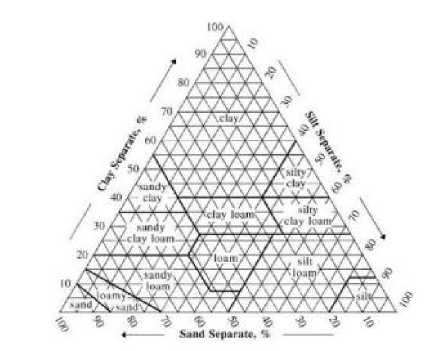 100
90
10
80
20
70
30
clay
60
40
Clay Separate, %
Silt Separate, %
50
50
silty
clay
60
sandy
clay
40
clay loam
silty
clay loam
70
30
sandy
clay loam
80
20
loam
silt
loam
90
10
sandy
loam
silt
100
sand
loamy
sand
100
90
80
70
60
50
40
30
20
10
Sand Separate, %